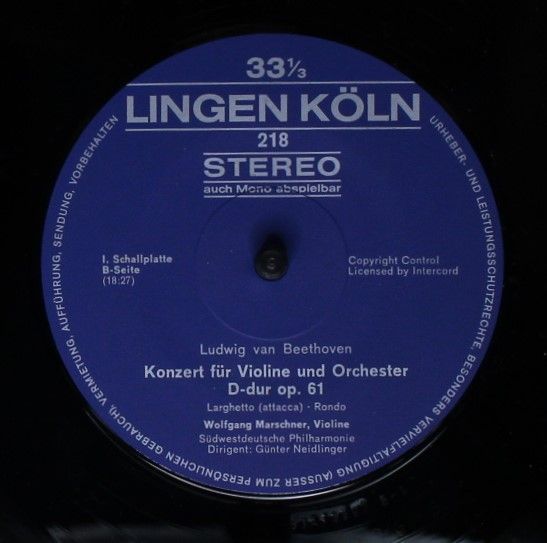 33⅓
LINGEN KÖLN
218
STEREO
auch Mono abspielbar
I. Schallplatte
B-Seite
(18:27)
Copyright Control
Licensed by Intercord
Ludwig van Beethoven
Konzert für Violine und Orchester
D-dur op. 61
Larghetto (attacca) - Rondo
Wolfgang Marschner, Violine
Südwestdeutsche Philharmonie
Dirigent: Günter Neidlinger
URHEBER- UND LEISTUNGSSCHUTZRECHTE, BESONDERS VERVIELFÄLTIGUNG (AUSSER ZUM PERSÖNLICHEN GEBRAUCH), VERMIETUNG, AUFFÜHRUNG, SENDUNG, VORBEHALTEN